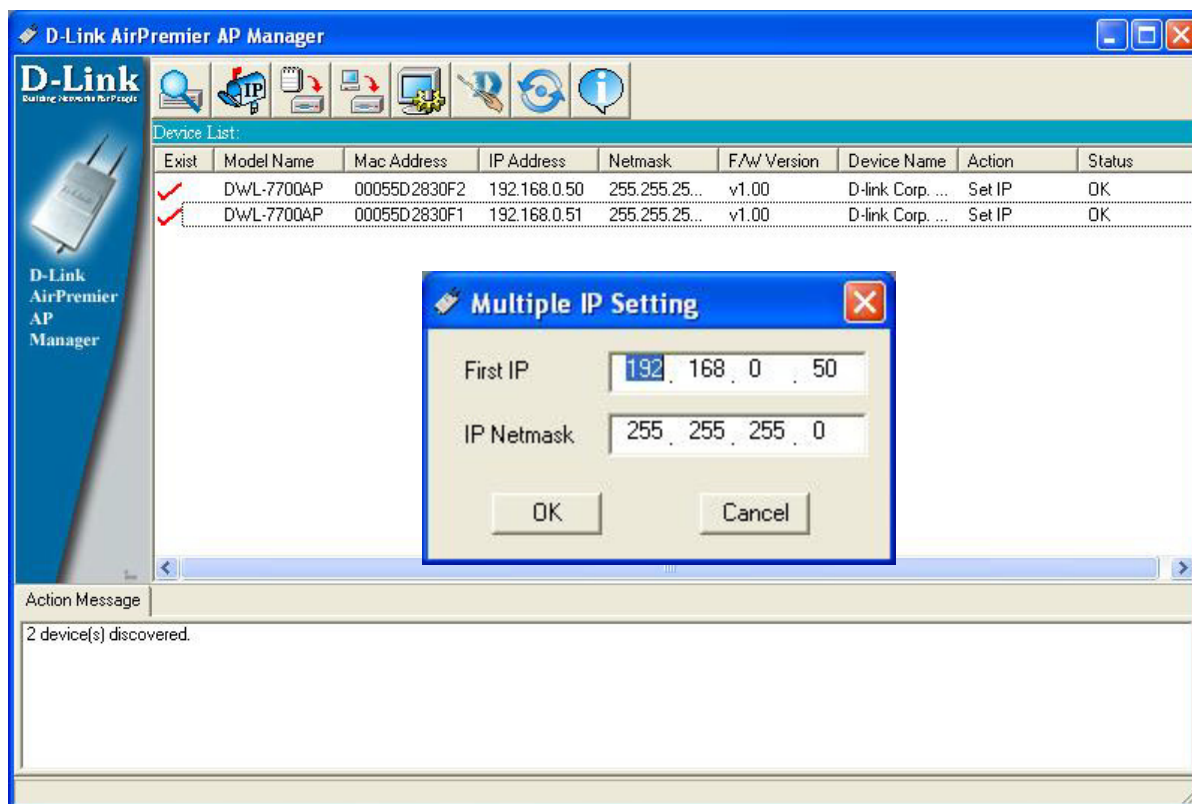 D-Link AirPremier AP Manager
D-Link
Building Networks for People
IP
Device List:
Exist Model Name Mac Address IP Address Netmask F/W Version Device Name Action Status
DWL-7700AP 00055D2830F2 192.168.0.50 255.255.25... v1.00 D-link Corp. ... Set IP OK
DWL-7700AP 00055D2830F1 192.168.0.51 255.255.25... v1.00 D-link Corp. ... Set IP OK
D-Link
AirPremier
AP
Manager
Multiple IP Setting
First IP 192 . 168 . 0 . 50
IP Netmask 255 . 255 . 255 . 0
OK Cancel
Action Message
2 device(s) discovered.